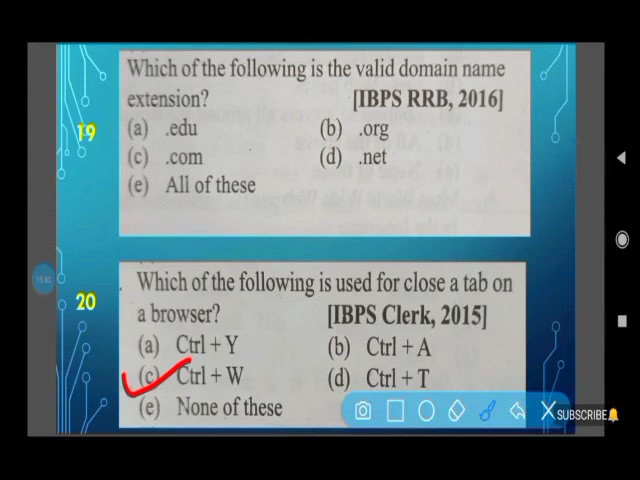 19
Which of the following is the valid domain name
extension? [IBPS RRB, 2016]
(a) .edu (b) .org
(c) .com (d) .net
(e) All of these
20
Which of the following is used for close a tab on
a browser? [IBPS Clerk, 2015]
(a) Ctrl + Y (b) Ctrl + A
(c) Ctrl + W (d) Ctrl + T
(e) None of these
SUBSCRIBE